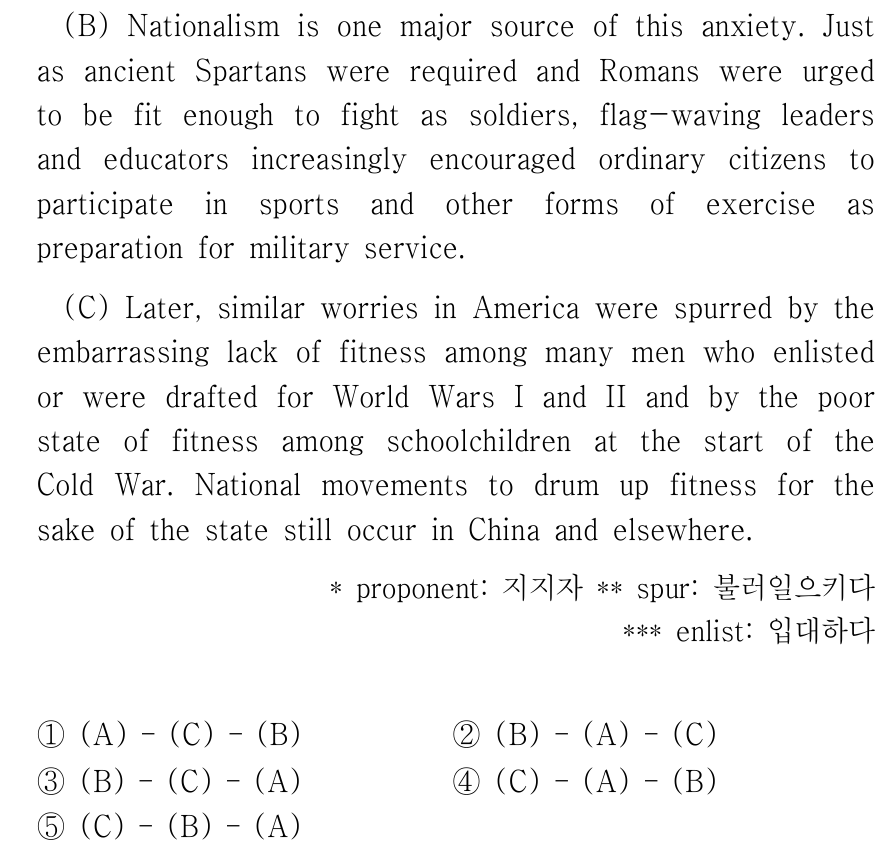 (B) Nationalism is one major source of this anxiety. Just
as ancient Spartans were required and Romans were urged
to be fit enough to fight as soldiers, flag-waving leaders
and educators increasingly encouraged ordinary citizens to
participate in sports and other forms of exercise as
preparation for military service.
(C) Later, similar worries in America were spurred by the
embarrassing lack of fitness among many men who enlisted
or were drafted for World Wars I and II and by the poor
state of fitness among schoolchildren at the start of the
Cold War. National movements to drum up fitness for the
sake of the state still occur in China and elsewhere.
* proponent: 지지자 ** spur: 불러일으키다
*** enlist: 입대하다
① (A) - (C) - (B) ② (B) - (A) - (C)
③ (B) - (C) - (A) ④ (C) - (A) - (B)
⑤ (C) - (B) - (A)